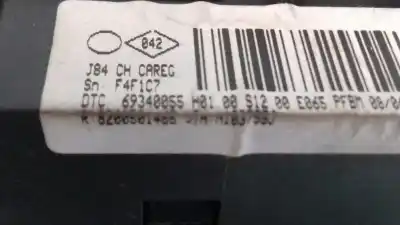 042
J84 CH CAREG
Sn F4F1C7
DTC 69340055 H01 00 S12 00 E065 PFBM
R